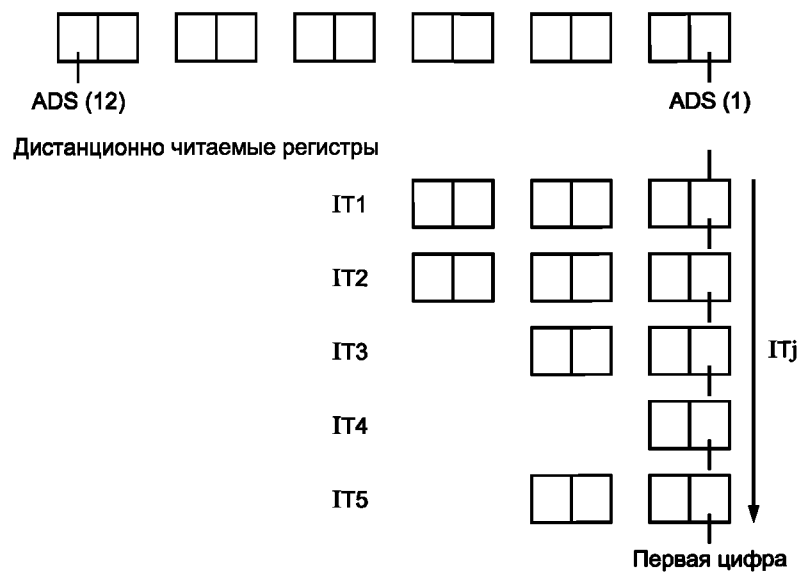 ADS (12) ADS (1)
Дистанционно читаемые регистры
IT1
IT2
IT3
ITj
IT4
IT5
Первая цифра